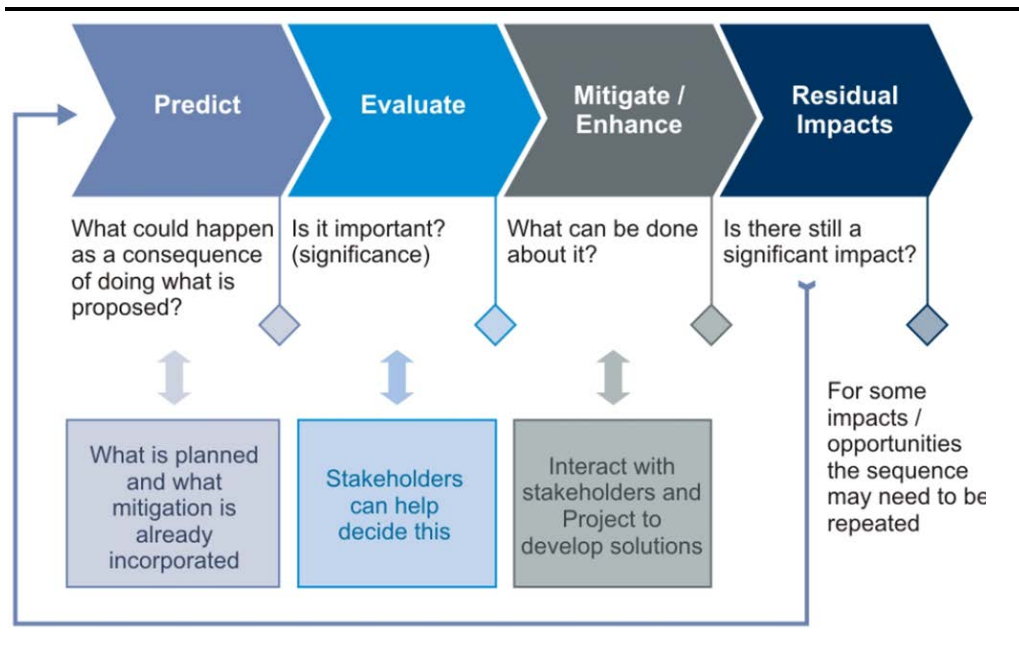 Predict
Evaluate
Mitigate /
Enhance
Residual
Impacts
What could happen
as a consequence
of doing what is
proposed?
Is it important?
(significance)
What can be done
about it?
Is there still a
significant impact?
What is planned
and what
mitigation is
already
incorporated
Stakeholders
can help
decide this
Interact with
stakeholders and
Project to
develop solutions
For some
impacts /
opportunities
the sequence
may need to be
repeated